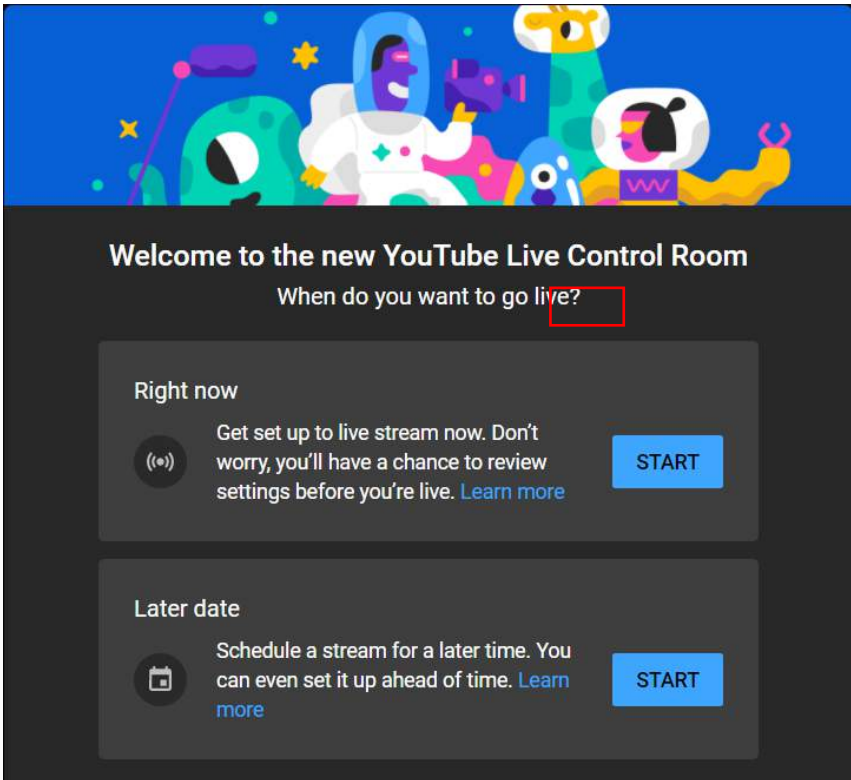 Welcome to the new YouTube Live Control Room
When do you want to go live?
Right now
Get set up to live stream now. Don’t
worry, you’ll have a chance to review
settings before you’re live. Learn more
START
Later date
Schedule a stream for a later time. You
can even set it up ahead of time. Learn
more
START